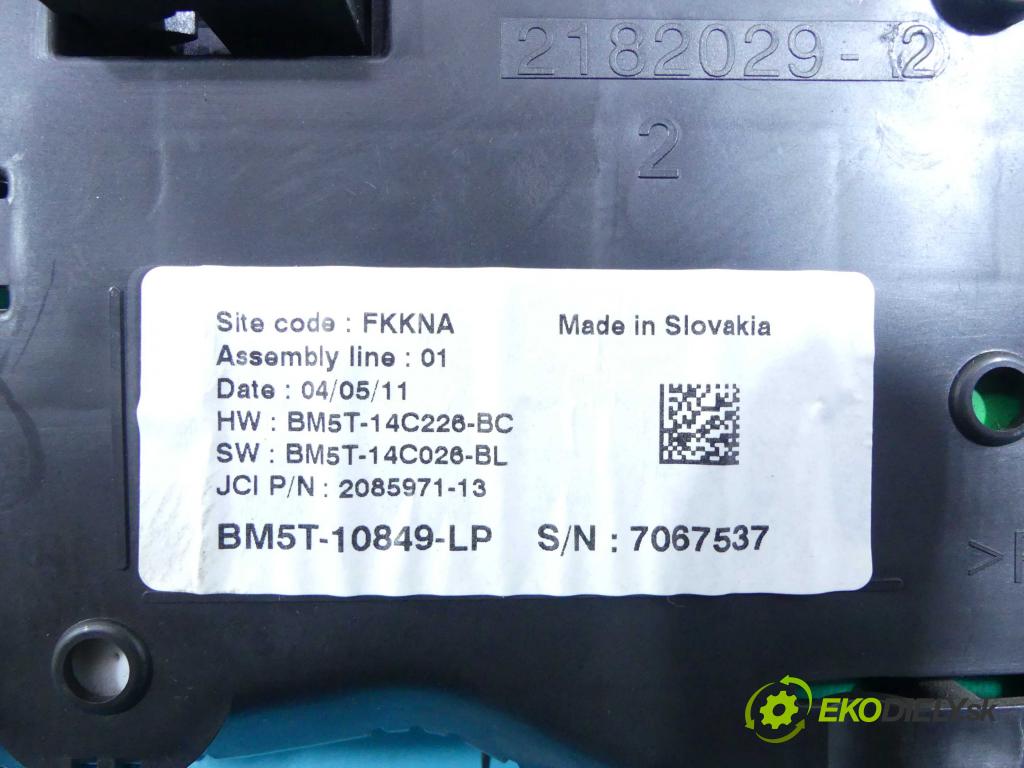 2182029-12
2
Site code : FKKNA
Made in Slovakia
Assembly line : 01
Date : 04/05/11
HW : BM5T-14C226-BC
SW : BM5T-14C026-BL
JCI P/N : 2085971-13
BM5T-10849-LP S/N : 7067537
>
EKODIELY.sk